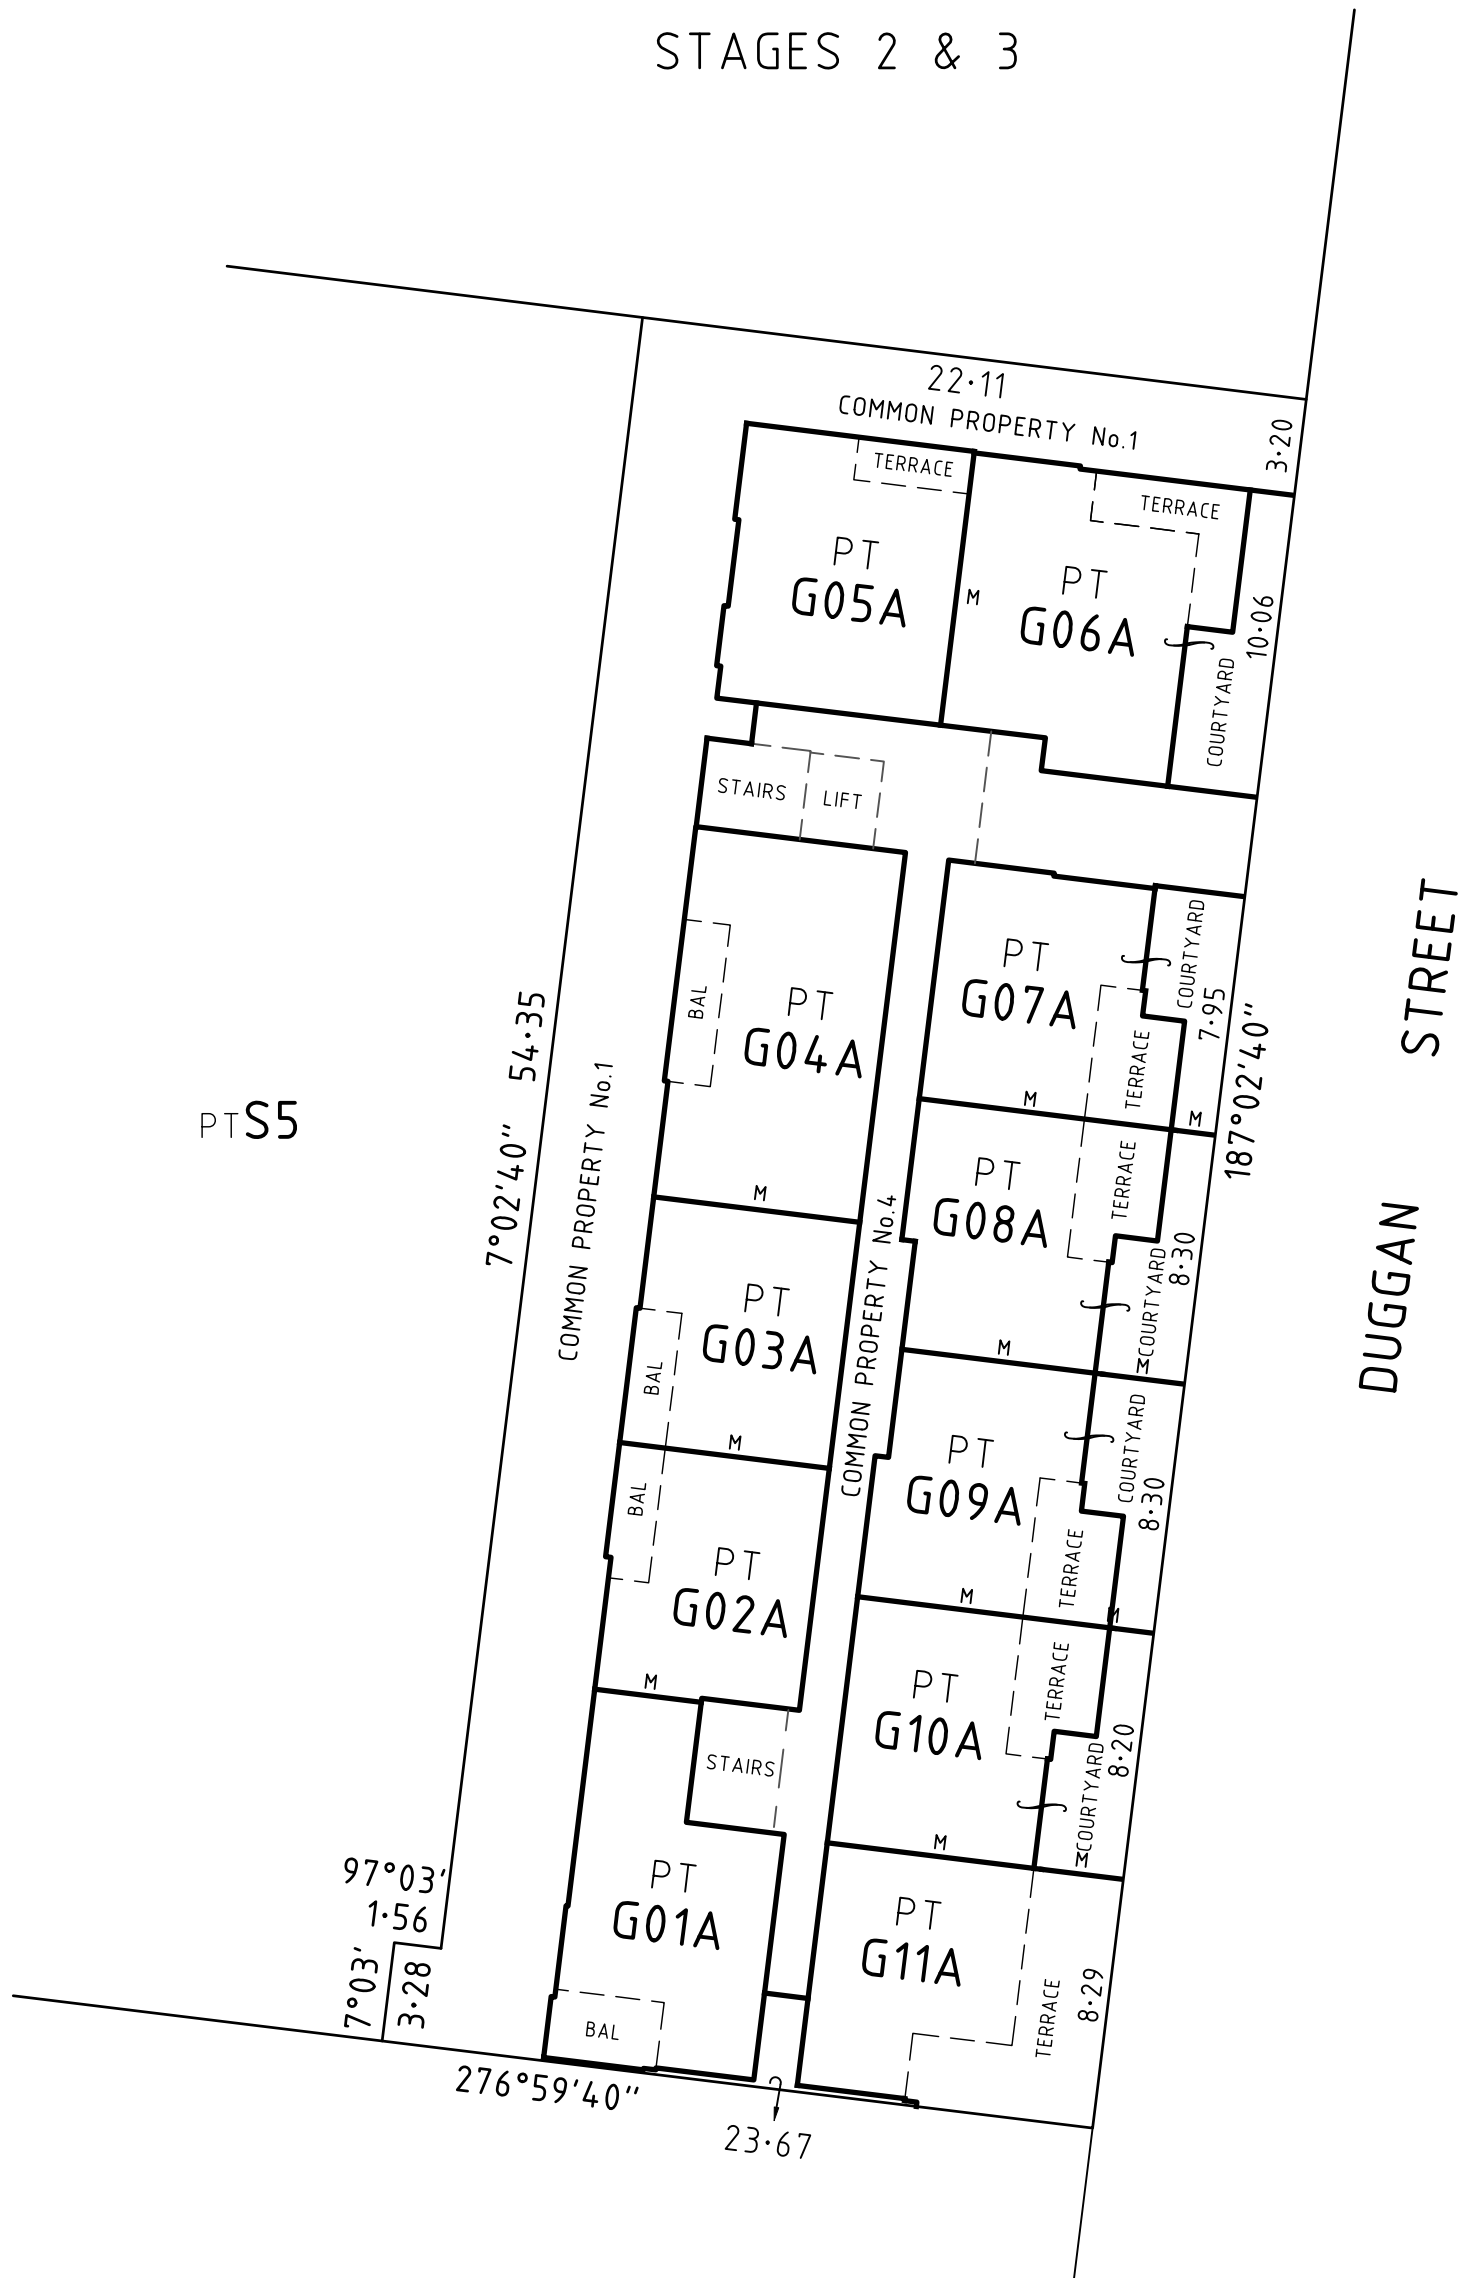 STAGES 2 & 3
22·11
COMMON PROPERTY No.1
3·20
TERRACE
TERRACE
PT
G05A
M
PT
G06A
10·06
COURTYARD
STAIRS
LIFT
COURTYARD
PT
G07A
7·95
TERRACE
M
M
187°02'40"
DUGGAN STREET
BAL
PT
G04A
M
7°02'40" 54·35
COMMON PROPERTY No.1
PTS5
TERRACE
PT
G08A
8·30
COURTYARD
M
M
COMMON PROPERTY No.4
PT
G03A
BAL
M
COURTYARD
PT
G09A
8·30
TERRACE
M
M
BAL
PT
G02A
M
TERRACE
PT
G10A
8·20
COURTYARD
M
M
STAIRS
PT
G01A
BAL
PT
G11A
TERRACE
8·29
97°03'
1·56
7°03'
3·28
276°59'40"
23·67